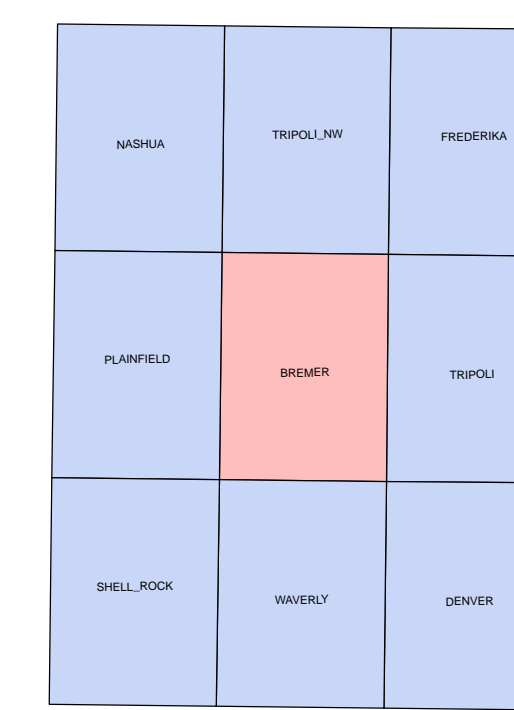 NASHUA
TRIPOLI_NW
FREDERIKA
PLAINFIELD
BREMER
TRIPOLI
SHELL_ROCK
WAVERLY
DENVER